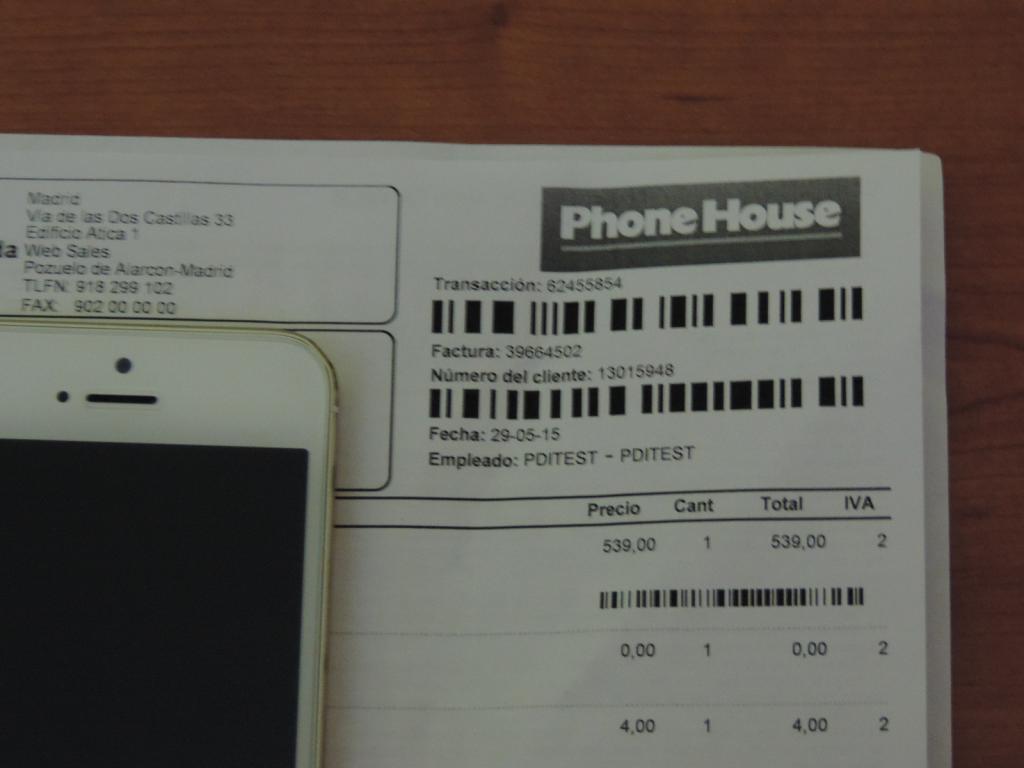 Madrid
Via de las Dos Castillas 33
Edificio Atica 1
da Web Sales
Pozuelo de Alarcon-Madrid
TLFN: 918 299 102
FAX: 902 00 00 00
Phone House
Transacción: 62455854
Factura: 39664502
Número del cliente: 13015948
Fecha: 29-05-15
Empleado: PDITEST - PDITEST
Precio Cant Total IVA
539,00 1 539,00 2
0,00 1 0,00 2
4,00 1 4,00 2